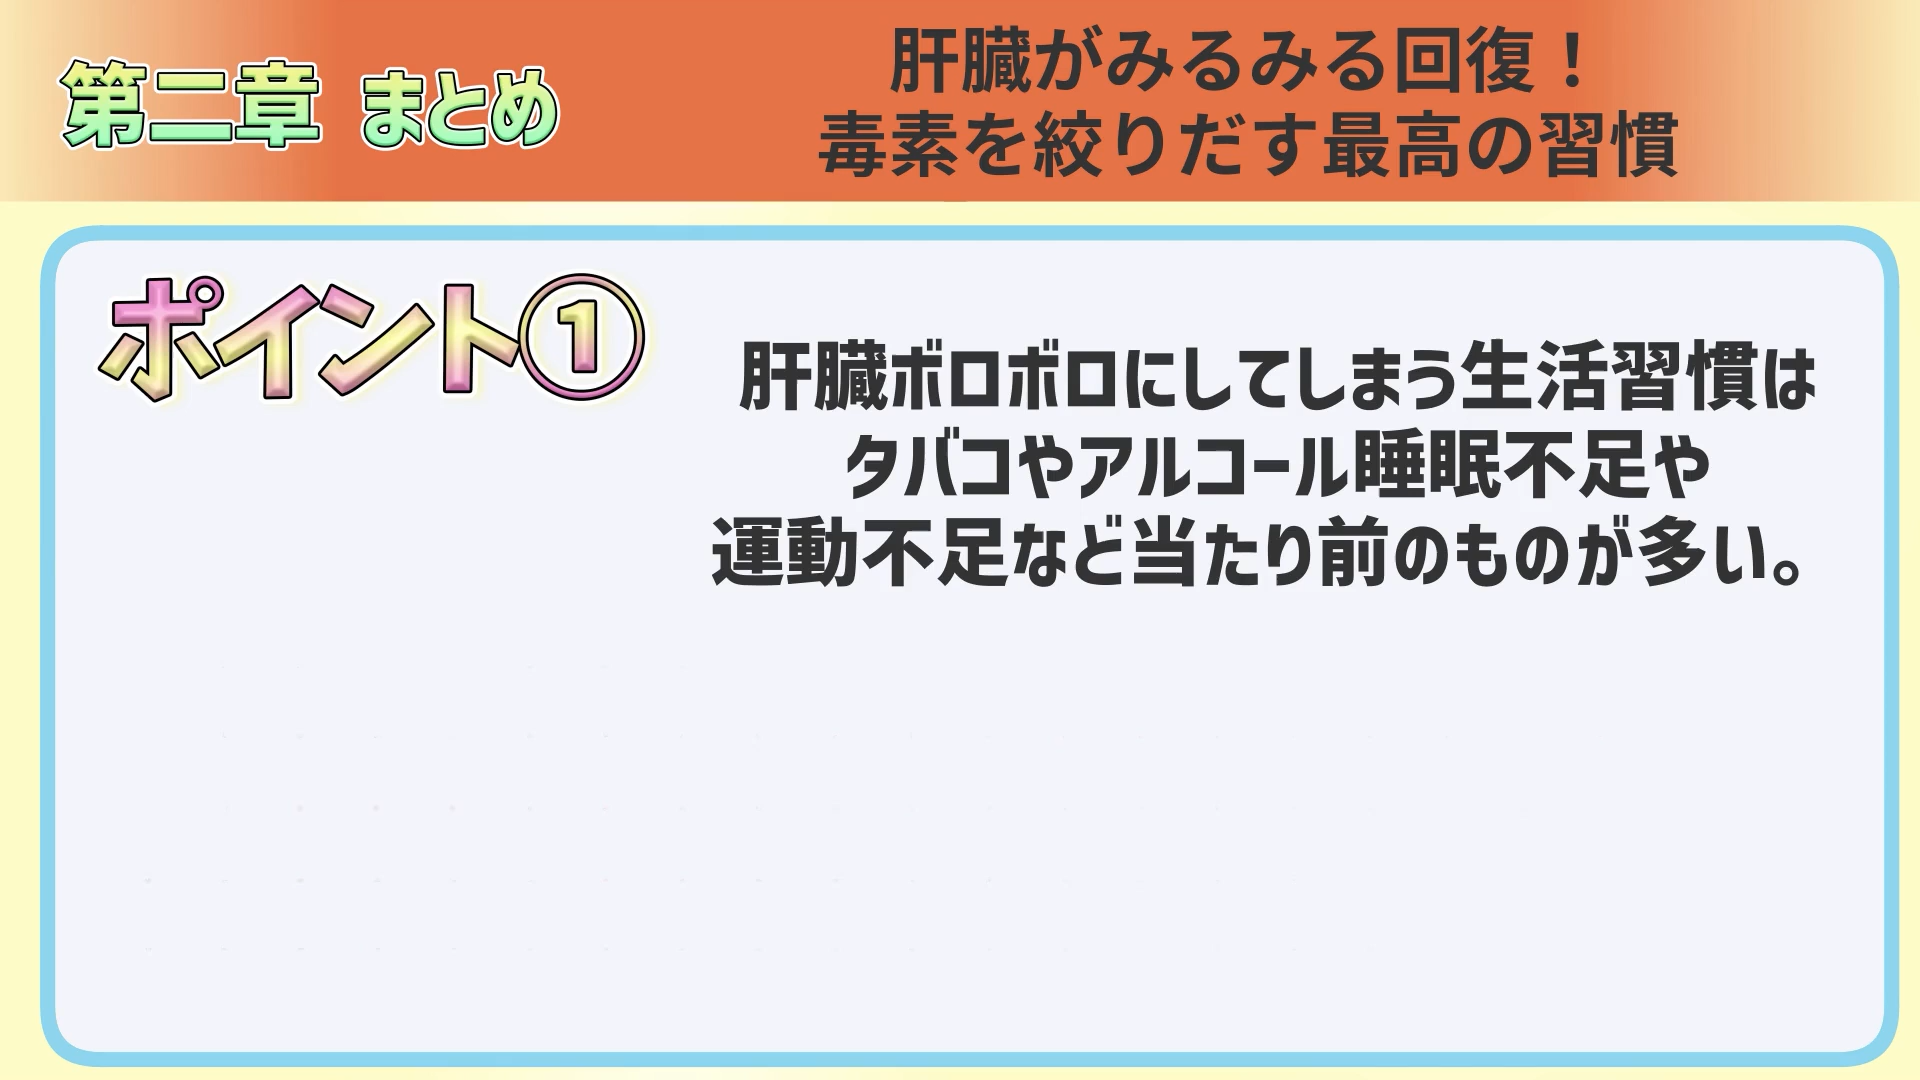 第二章 まとめ
肝臓がみるみる回復！
毒素を絞りだす最高の習慣
ポイント①
肝臓ボロボロにしてしまう生活習慣は
タバコやアルコール睡眠不足や
運動不足など当たり前のものが多い。